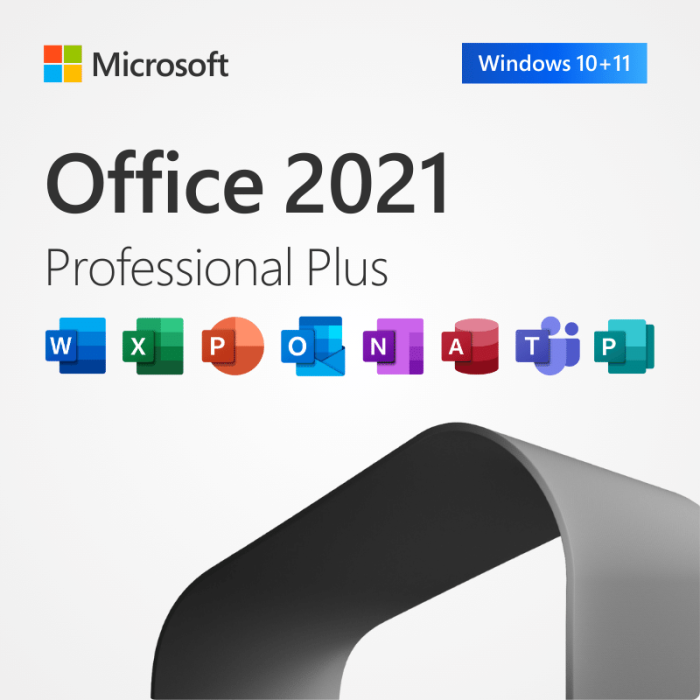 Microsoft
Windows 10+11
Office 2021
Professional Plus
W X P O N A T P